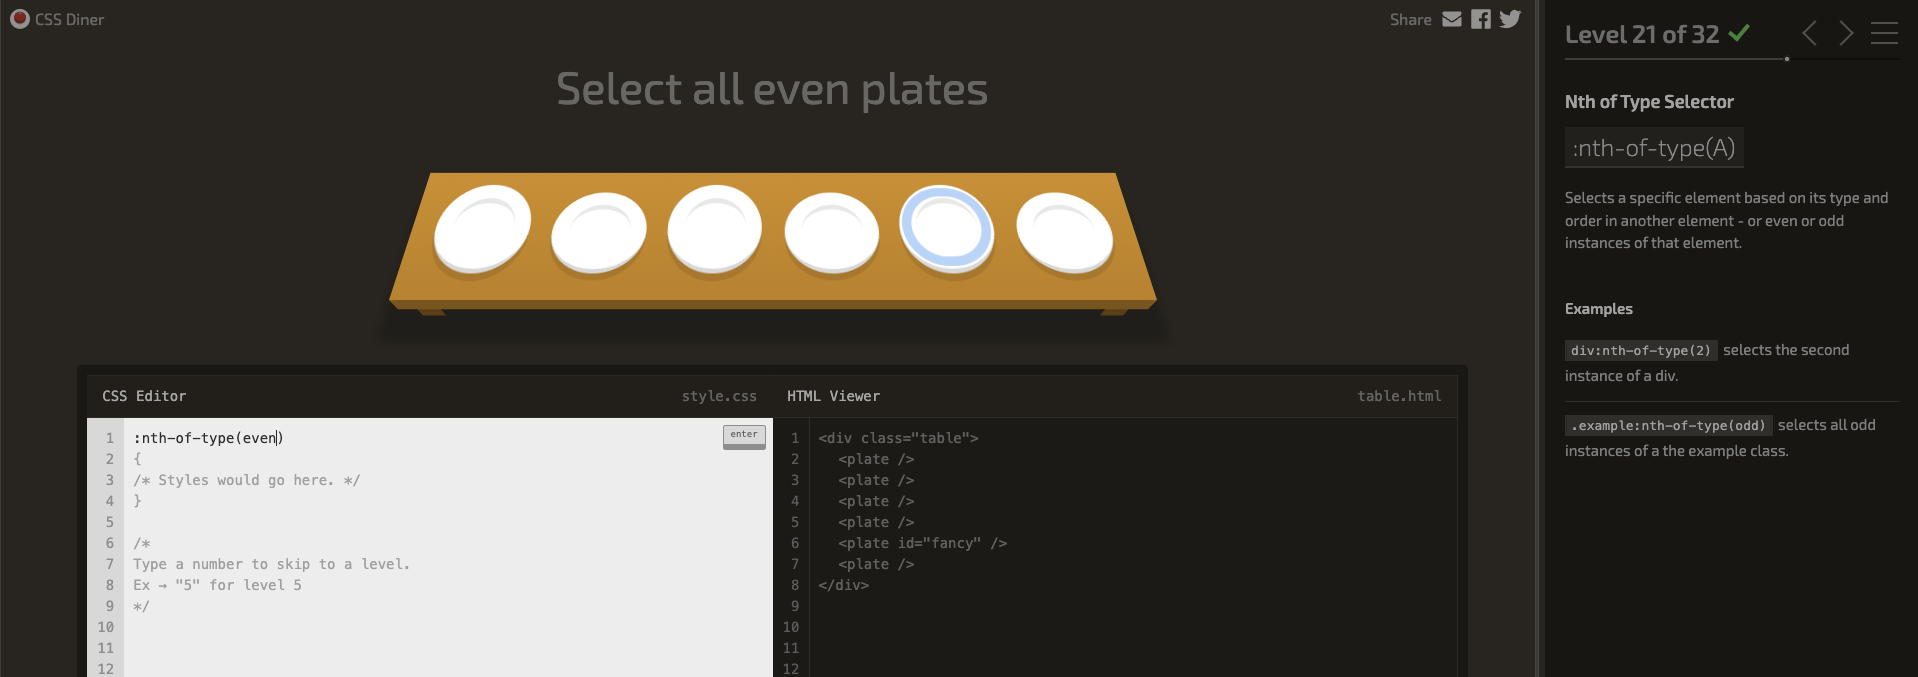 CSS Diner
Share
Select all even plates
CSS Editor
style.css
1 :nth-of-type(even)
enter
2 {
3 /* Styles would go here. */
4 }
5
6 /*
7 Type a number to skip to a level.
8 Ex → "5" for level 5
9 */
10
11
12
HTML Viewer
table.html
1 <div class="table">
2 <plate />
3 <plate />
4 <plate />
5 <plate />
6 <plate id="fancy" />
7 <plate />
8 </div>
9
10
11
12
Level 21 of 32
Nth of Type Selector
:nth-of-type(A)
Selects a specific element based on its type and
order in another element - or even or odd
instances of that element.
Examples
div:nth-of-type(2) selects the second
instance of a div.
.example:nth-of-type(odd) selects all odd
instances of a the example class.